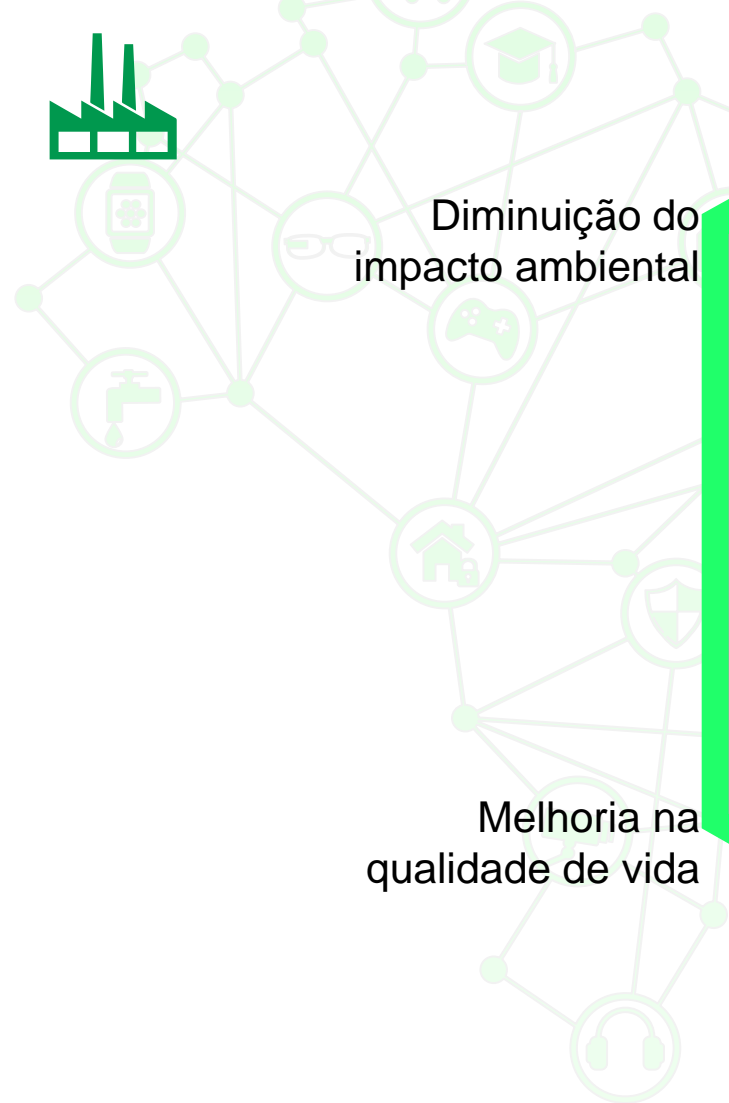 Diminuição do
impacto ambiental
Melhoria na
qualidade de vida